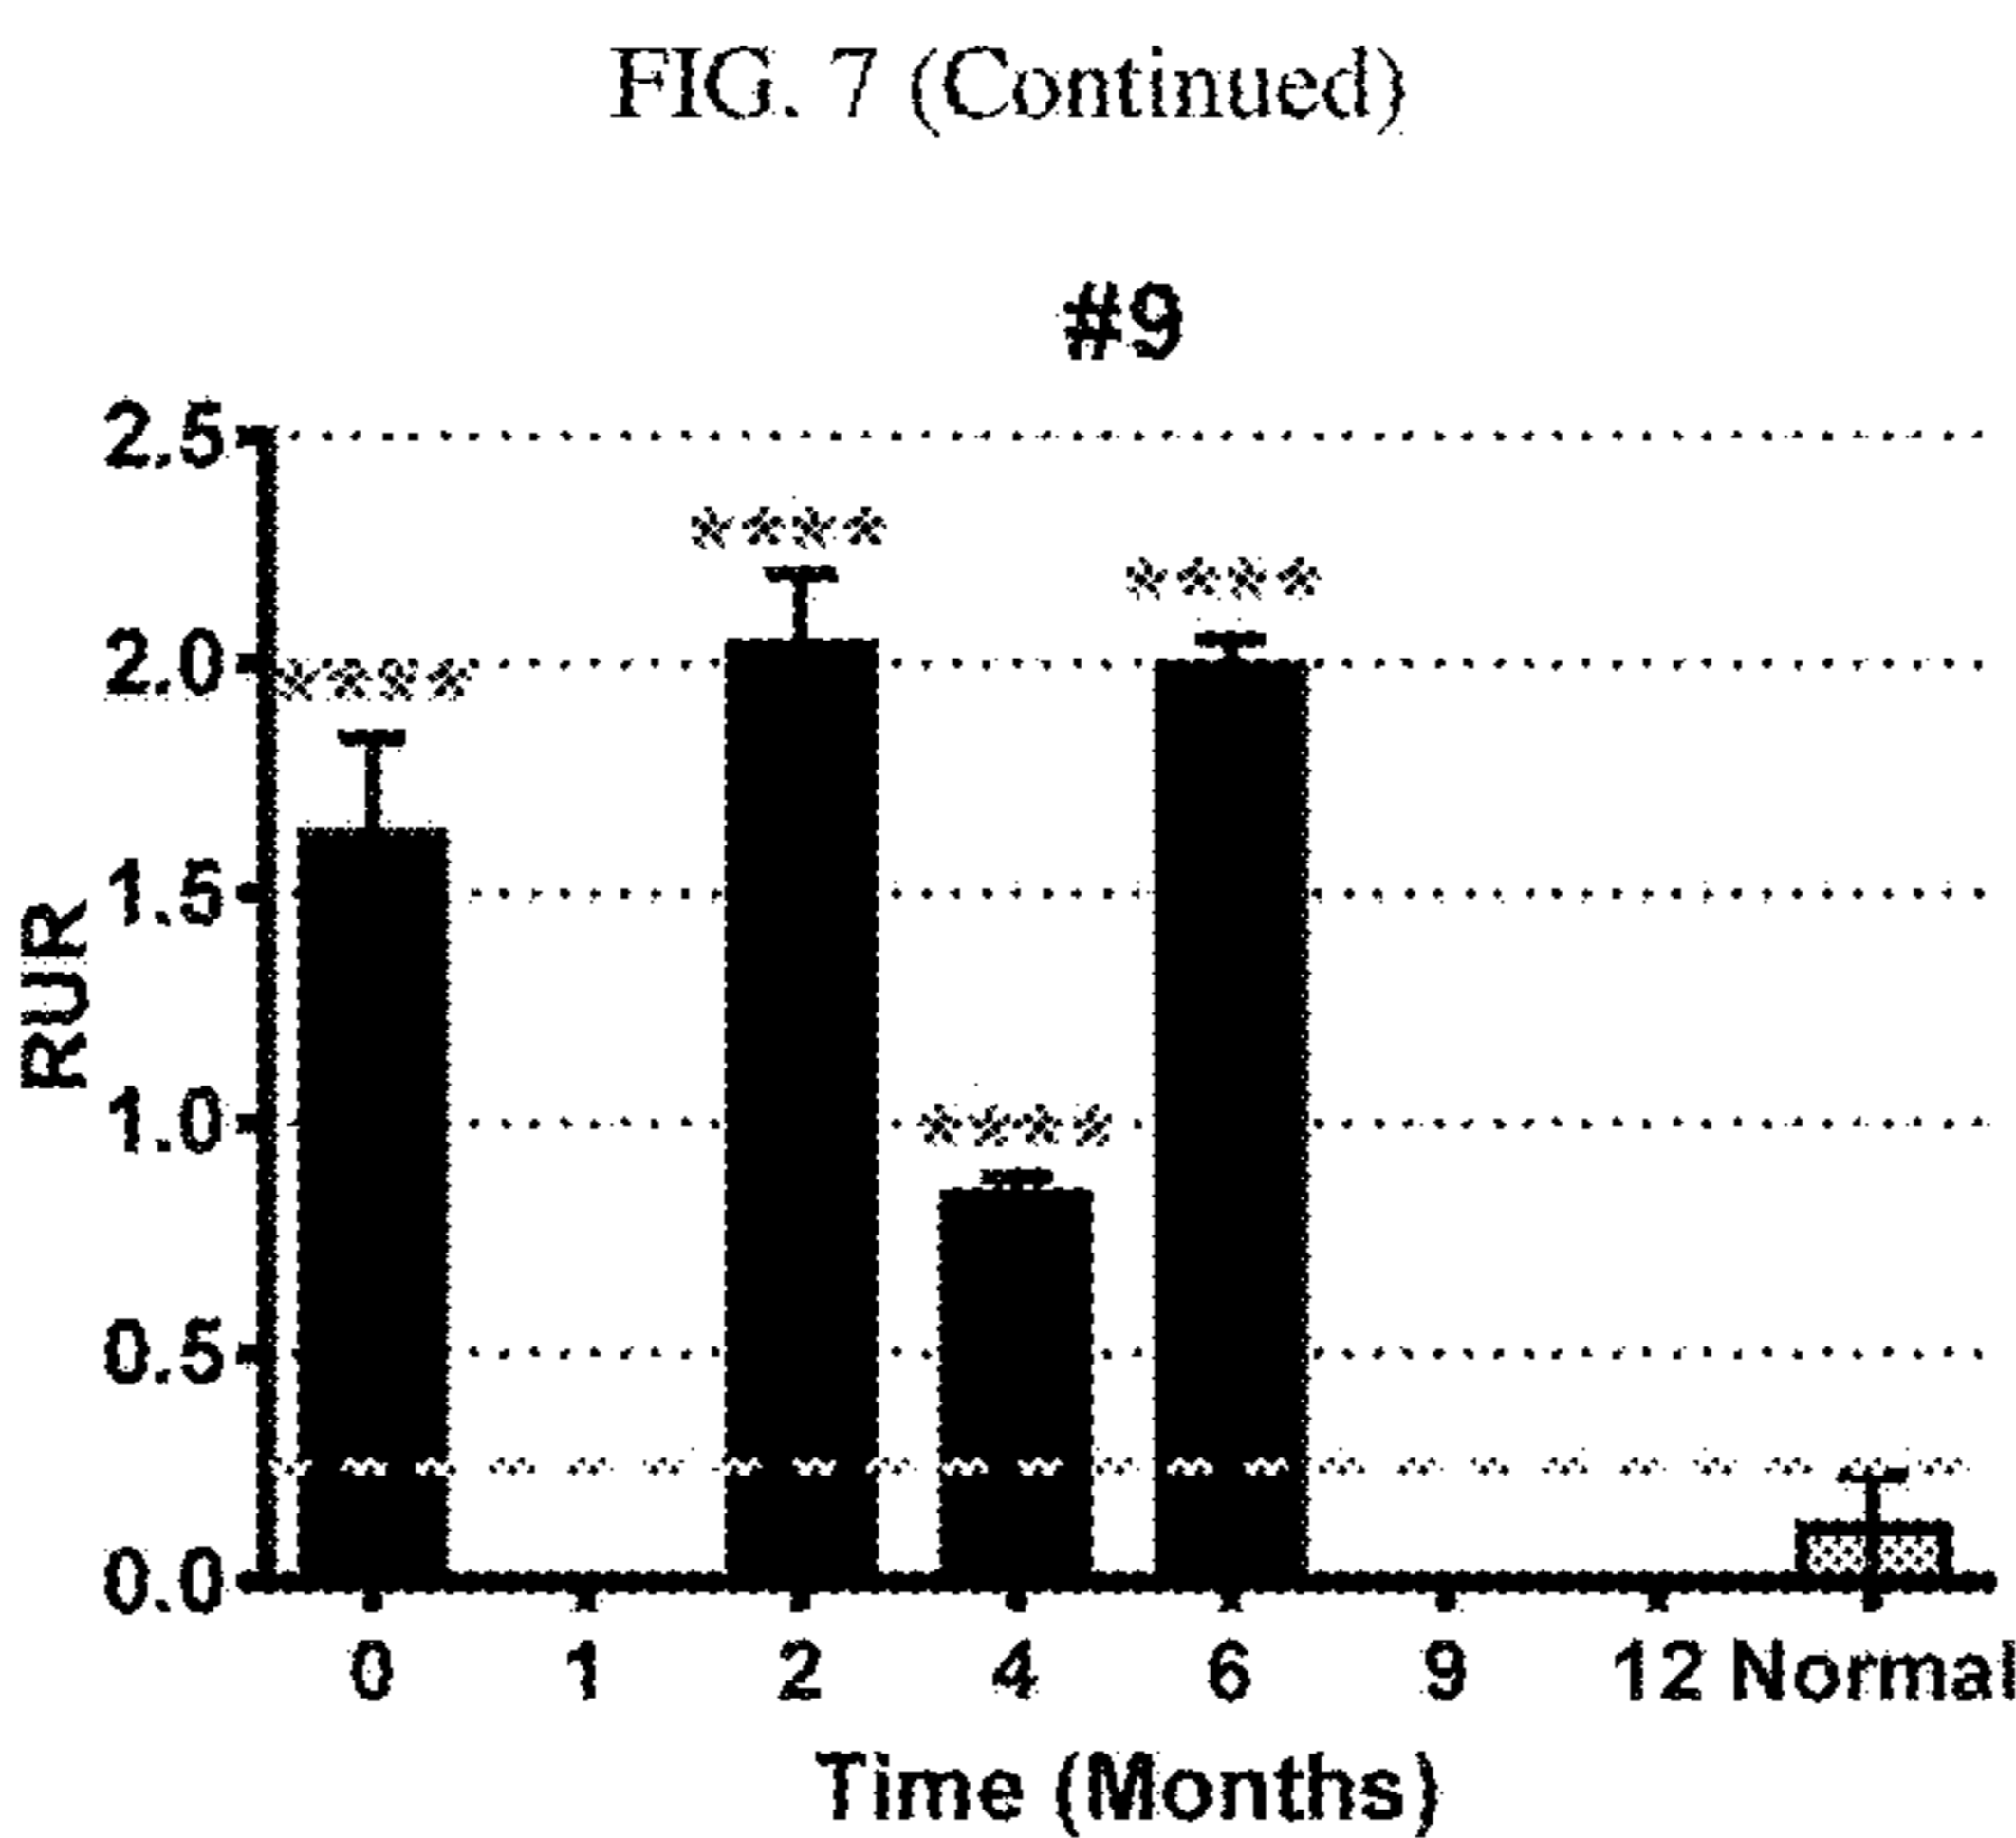 FIG. 7 (Continued)
#9
2.5
****
****
2.0
****
1.5
RUR
1.0
****
0.5
0.0
0 1 2 4 6 9 12 Normal
Time (Months)